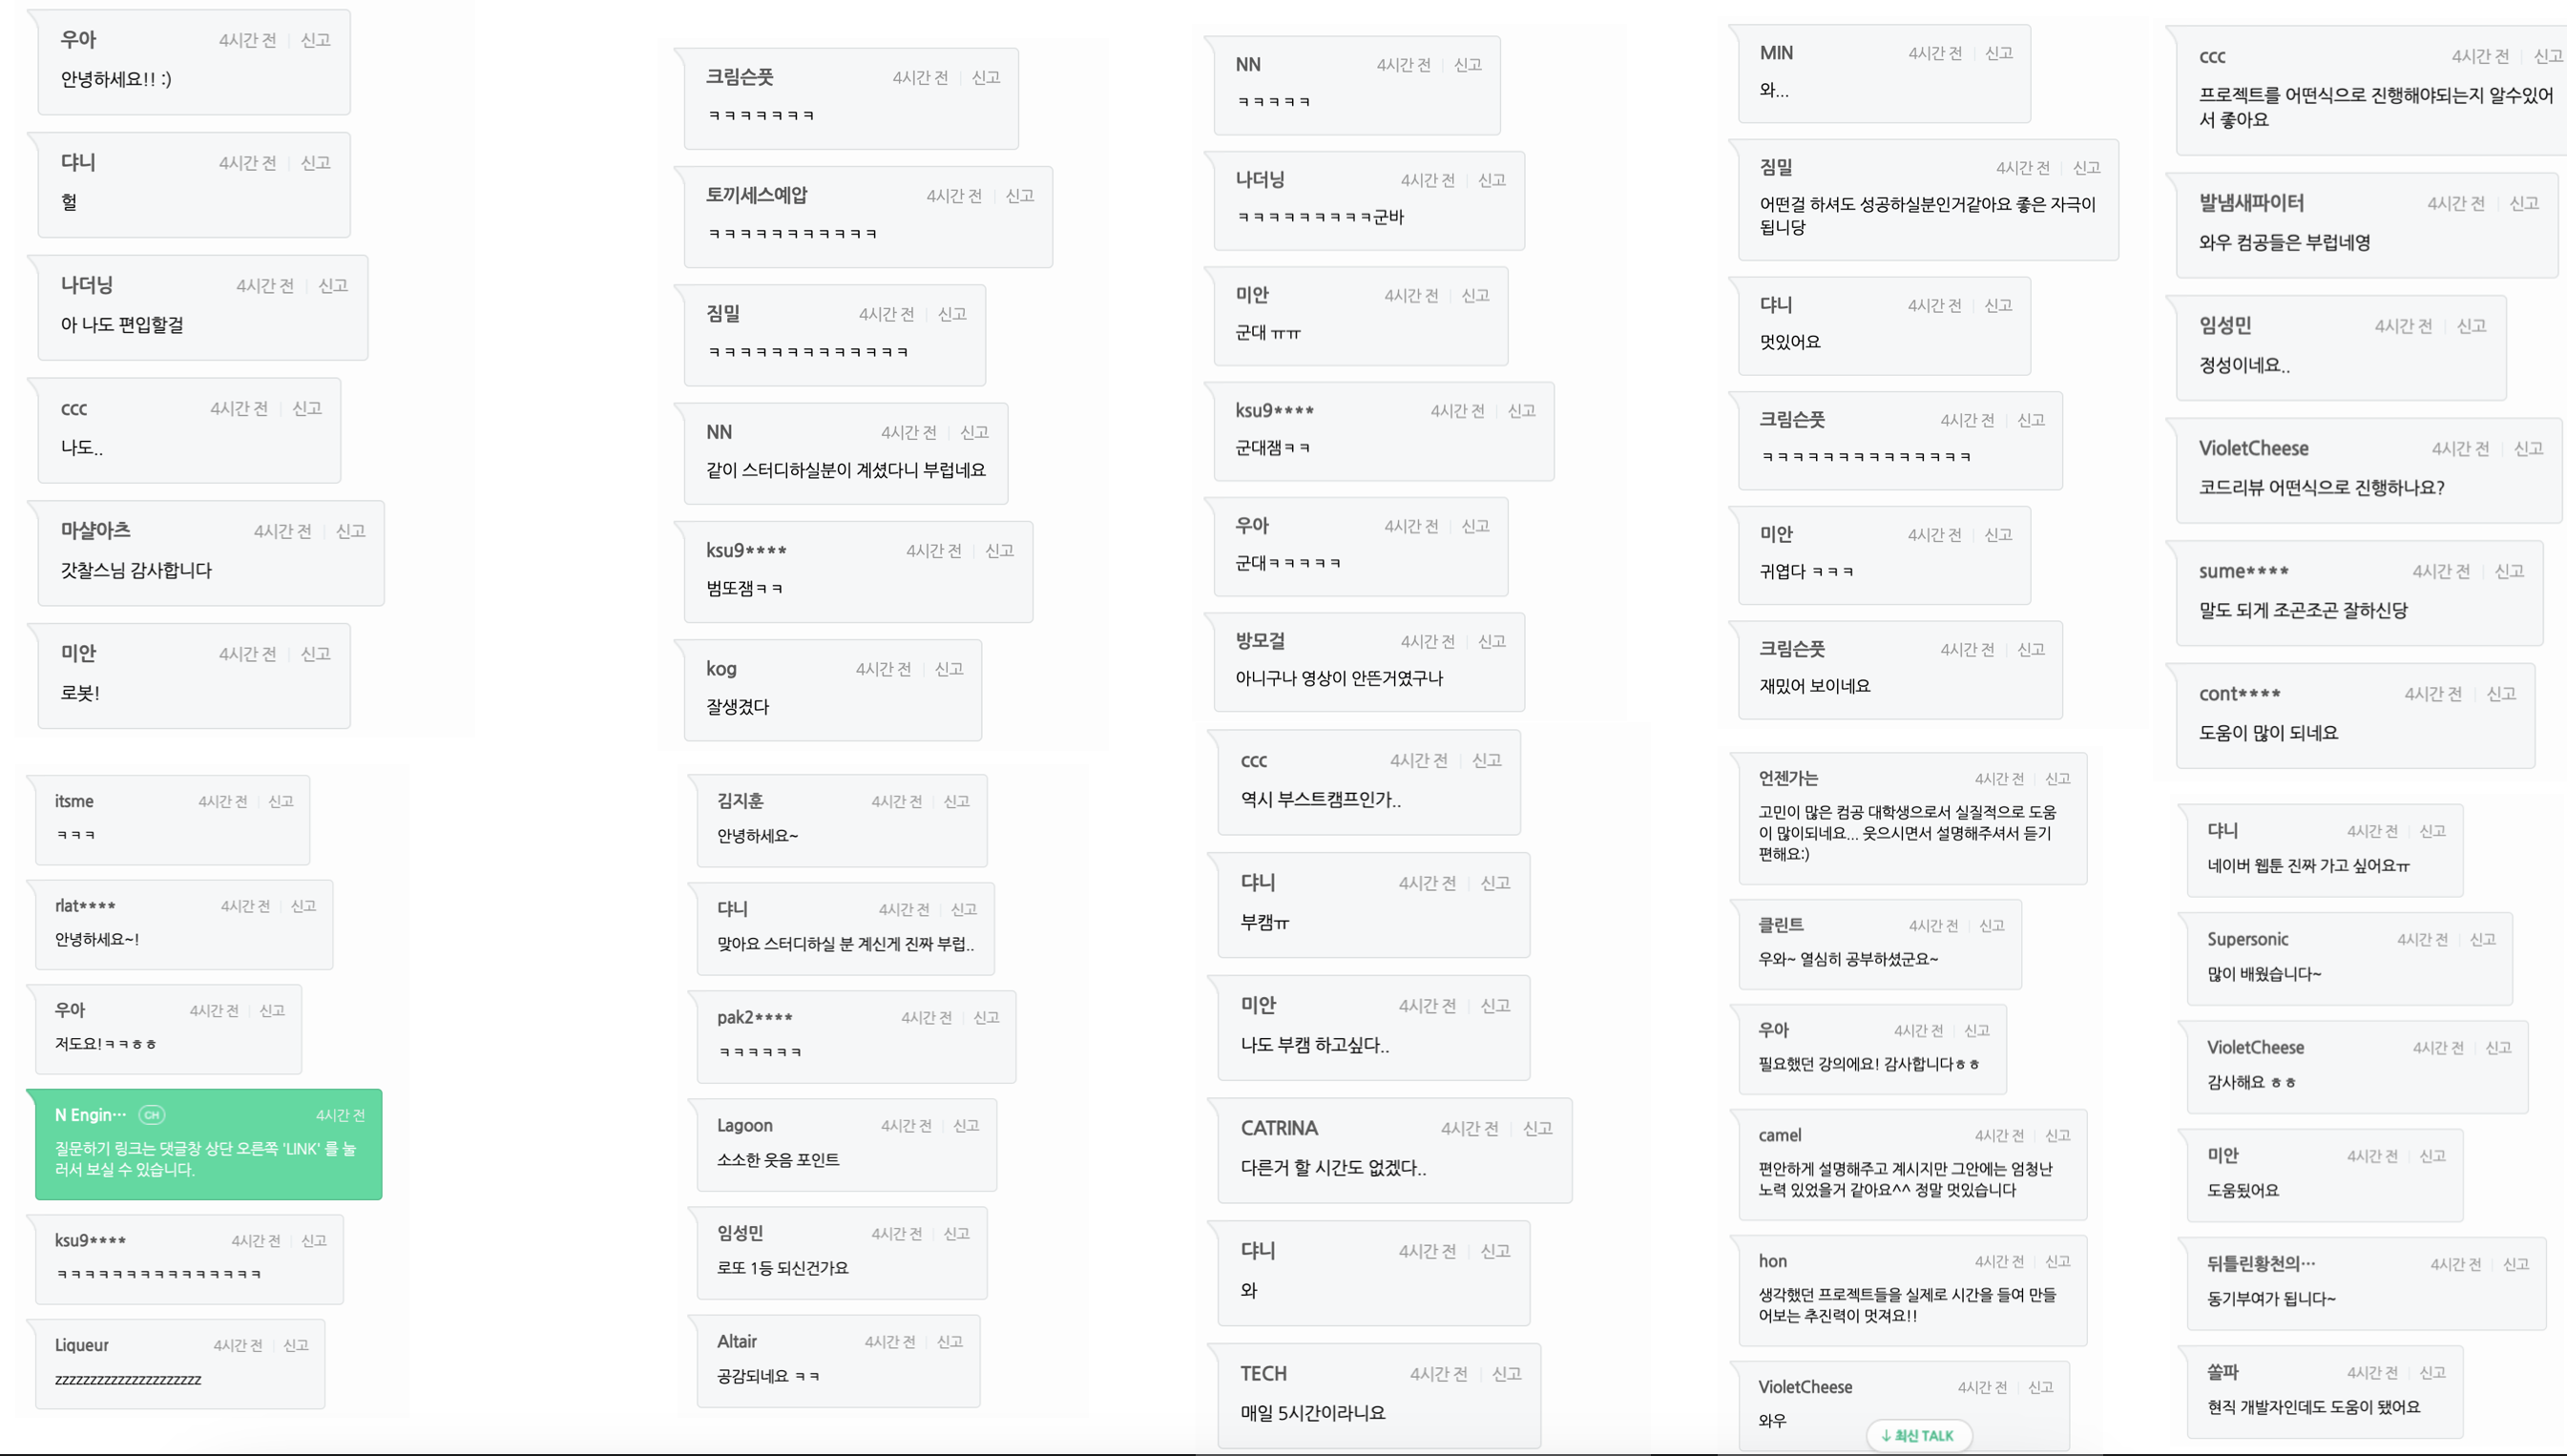 우아 4시간 전 신고
안녕하세요!! :)
댜니 4시간 전 신고
헐
나더닝 4시간 전 신고
아 나도 편입할걸
ccc 4시간 전 신고
나도..
마샬아츠 4시간 전 신고
갓찰스님 감사합니다
미안 4시간 전 신고
로봇!
itsme 4시간 전 신고
ㅋㅋㅋ
rlat**** 4시간 전 신고
안녕하세요~!
우아 4시간 전 신고
저도요!ㅋㅋㅎㅎ
N Engin··· CH 4시간 전
질문하기 링크는 댓글창 상단 오른쪽 'LINK' 를 눌
러서 보실 수 있습니다.
ksu9**** 4시간 전 신고
ㅋㅋㅋㅋㅋㅋㅋㅋㅋㅋㅋㅋㅋㅋㅋ
Liqueur 4시간 전 신고
zzzzzzzzzzzzzzzzzzzzz
크림슨풋 4시간 전 신고
ㅋㅋㅋㅋㅋㅋㅋ
토끼세스예압 4시간 전 신고
ㅋㅋㅋㅋㅋㅋㅋㅋㅋㅋㅋ
짐밀 4시간 전 신고
ㅋㅋㅋㅋㅋㅋㅋㅋㅋㅋㅋㅋㅋ
NN 4시간 전 신고
같이 스터디하실분이 계셨다니 부럽네요
ksu9**** 4시간 전 신고
범또잼ㅋㅋ
kog 4시간 전 신고
잘생겼다
김지훈 4시간 전 신고
안녕하세요~
댜니 4시간 전 신고
맞아요 스터디하실 분 계신게 진짜 부럽..
pak2**** 4시간 전 신고
ㅋㅋㅋㅋㅋㅋ
Lagoon 4시간 전 신고
소소한 웃음 포인트
임성민 4시간 전 신고
로또 1등 되신건가요
Altair 4시간 전 신고
공감되네요 ㅋㅋ
NN 4시간 전 신고
ㅋㅋㅋㅋㅋ
나더닝 4시간 전 신고
ㅋㅋㅋㅋㅋㅋㅋㅋㅋ군바
미안 4시간 전 신고
군대 ㅠㅠ
ksu9**** 4시간 전 신고
군대잼ㅋㅋ
우아 4시간 전 신고
군대ㅋㅋㅋㅋㅋ
방모걸 4시간 전 신고
아니구나 영상이 안뜬거였구나
ccc 4시간 전 신고
역시 부스트캠프인가..
댜니 4시간 전 신고
부캠ㅠ
미안 4시간 전 신고
나도 부캠 하고싶다..
CATRINA 4시간 전 신고
다른거 할 시간도 없겠다..
댜니 4시간 전 신고
와
TECH 4시간 전 신고
매일 5시간이라니요
MIN 4시간 전 신고
와...
짐밀 4시간 전 신고
어떤걸 하셔도 성공하실분인거같아요 좋은 자극이
됩니당
댜니 4시간 전 신고
멋있어요
크림슨풋 4시간 전 신고
ㅋㅋㅋㅋㅋㅋㅋㅋㅋㅋㅋㅋㅋㅋ
미안 4시간 전 신고
귀엽다 ㅋㅋㅋ
크림슨풋 4시간 전 신고
재밌어 보이네요
언젠가는 4시간 전 신고
고민이 많은 컴공 대학생으로서 실질적으로 도움
이 많이되네요... 웃으시면서 설명해주셔서 듣기
편해요:)
클린트 4시간 전 신고
우와~ 열심히 공부하셨군요~
우아 4시간 전 신고
필요했던 강의에요! 감사합니다ㅎㅎ
camel 4시간 전 신고
편안하게 설명해주고 계시지만 그안에는 엄청난
노력 있었을거 같아요^^ 정말 멋있습니다
hon 4시간 전 신고
생각했던 프로젝트들을 실제로 시간을 들여 만들
어보는 추진력이 멋져요!!
VioletCheese 4시간 전 신고
와우
↓ 최신 TALK
ccc 4시간 전 신고
프로젝트를 어떤식으로 진행해야되는지 알수있어
서 좋아요
발냄새파이터 4시간 전 신고
와우 컴공들은 부럽네영
임성민 4시간 전 신고
정성이네요..
VioletCheese 4시간 전 신고
코드리뷰 어떤식으로 진행하나요?
sume**** 4시간 전 신고
말도 되게 조곤조곤 잘하신당
cont**** 4시간 전 신고
도움이 많이 되네요
댜니 4시간 전 신고
네이버 웹툰 진짜 가고 싶어요ㅠ
Supersonic 4시간 전 신고
많이 배웠습니다~
VioletCheese 4시간 전 신고
감사해요 ㅎㅎ
미안 4시간 전 신고
도움됬어요
뒤틀린황천의··· 4시간 전 신고
동기부여가 됩니다~
쏠파 4시간 전 신고
현직 개발자인데도 도움이 됐어요